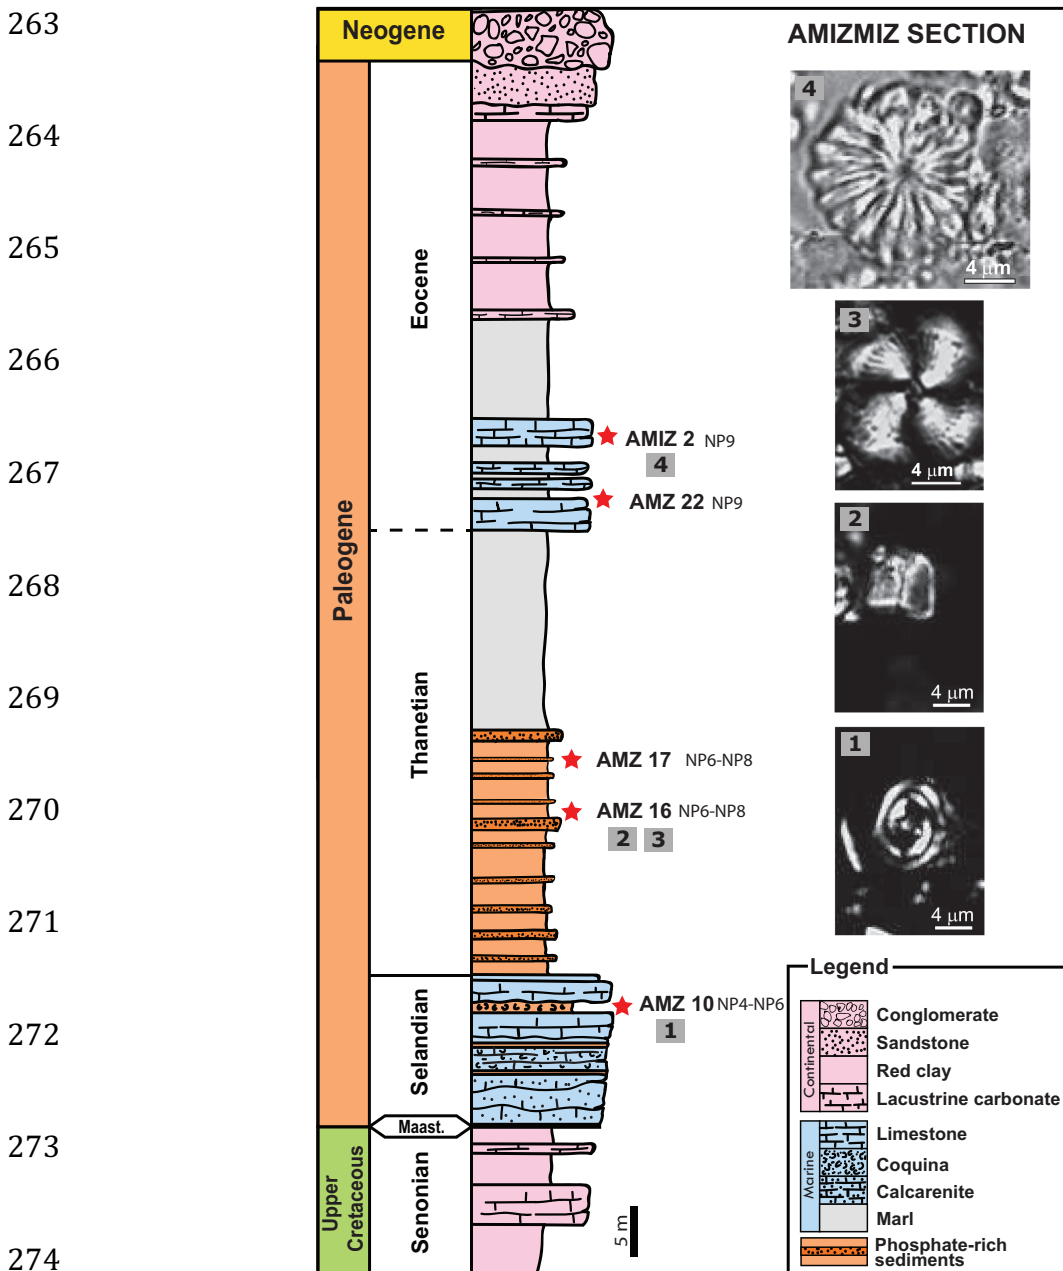 263
Neogene
AMIZMIZ SECTION
4
264
265
4 µm
Eocene
3
266
AMIZ 2 NP9
4
267
4 µm
AMZ 22 NP9
2
Paleogene
268
4 µm
269
Thanetian
1
AMZ 17 NP6-NP8
270
AMZ 16 NP6-NP8
2 3
271
4 µm
Legend
Selandian
AMZ 10 NP4-NP6
1
272
Continental
Conglomerate
Sandstone
Red clay
Lacustrine carbonate
Maast.
273
Marine
Limestone
Coquina
Calcarenite
Marl
Upper
Cretaceous
Senonian
5 m
Phosphate-rich
sediments
274